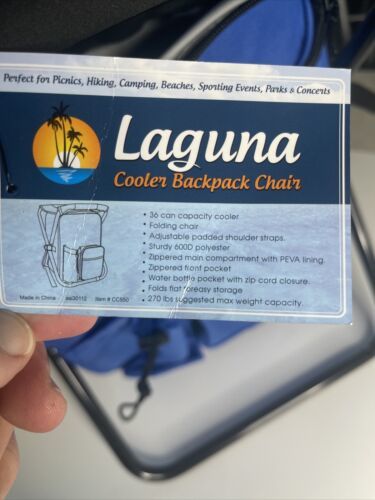 Perfect for Picnics, Hiking, Camping, Beaches, Sporting Events, Parks & Concerts
Laguna
Cooler Backpack Chair
• 36 can capacity cooler
• Folding chair
• Adjustable padded shoulder straps.
• Sturdy 600D polyester
• Zippered main compartment with PEVA lining.
• Zippered front pocket
• Water bottle pocket with zip cord closure.
• Folds flat foreasy storage
• 270 lbs suggested max weight capacity.
Made in China Item # CC550